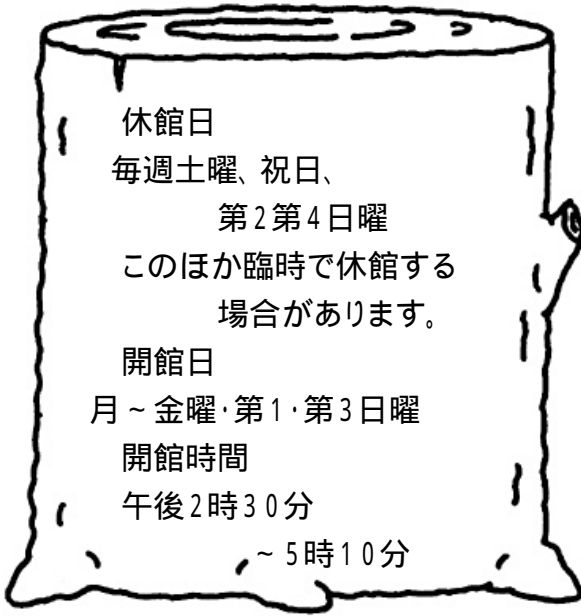 休館日
毎週土曜、祝日、
第2第4日曜
このほか臨時で休館する
場合があります。
開館日
月~金曜・第1・第3日曜
開館時間
午後2時30分
~5時10分